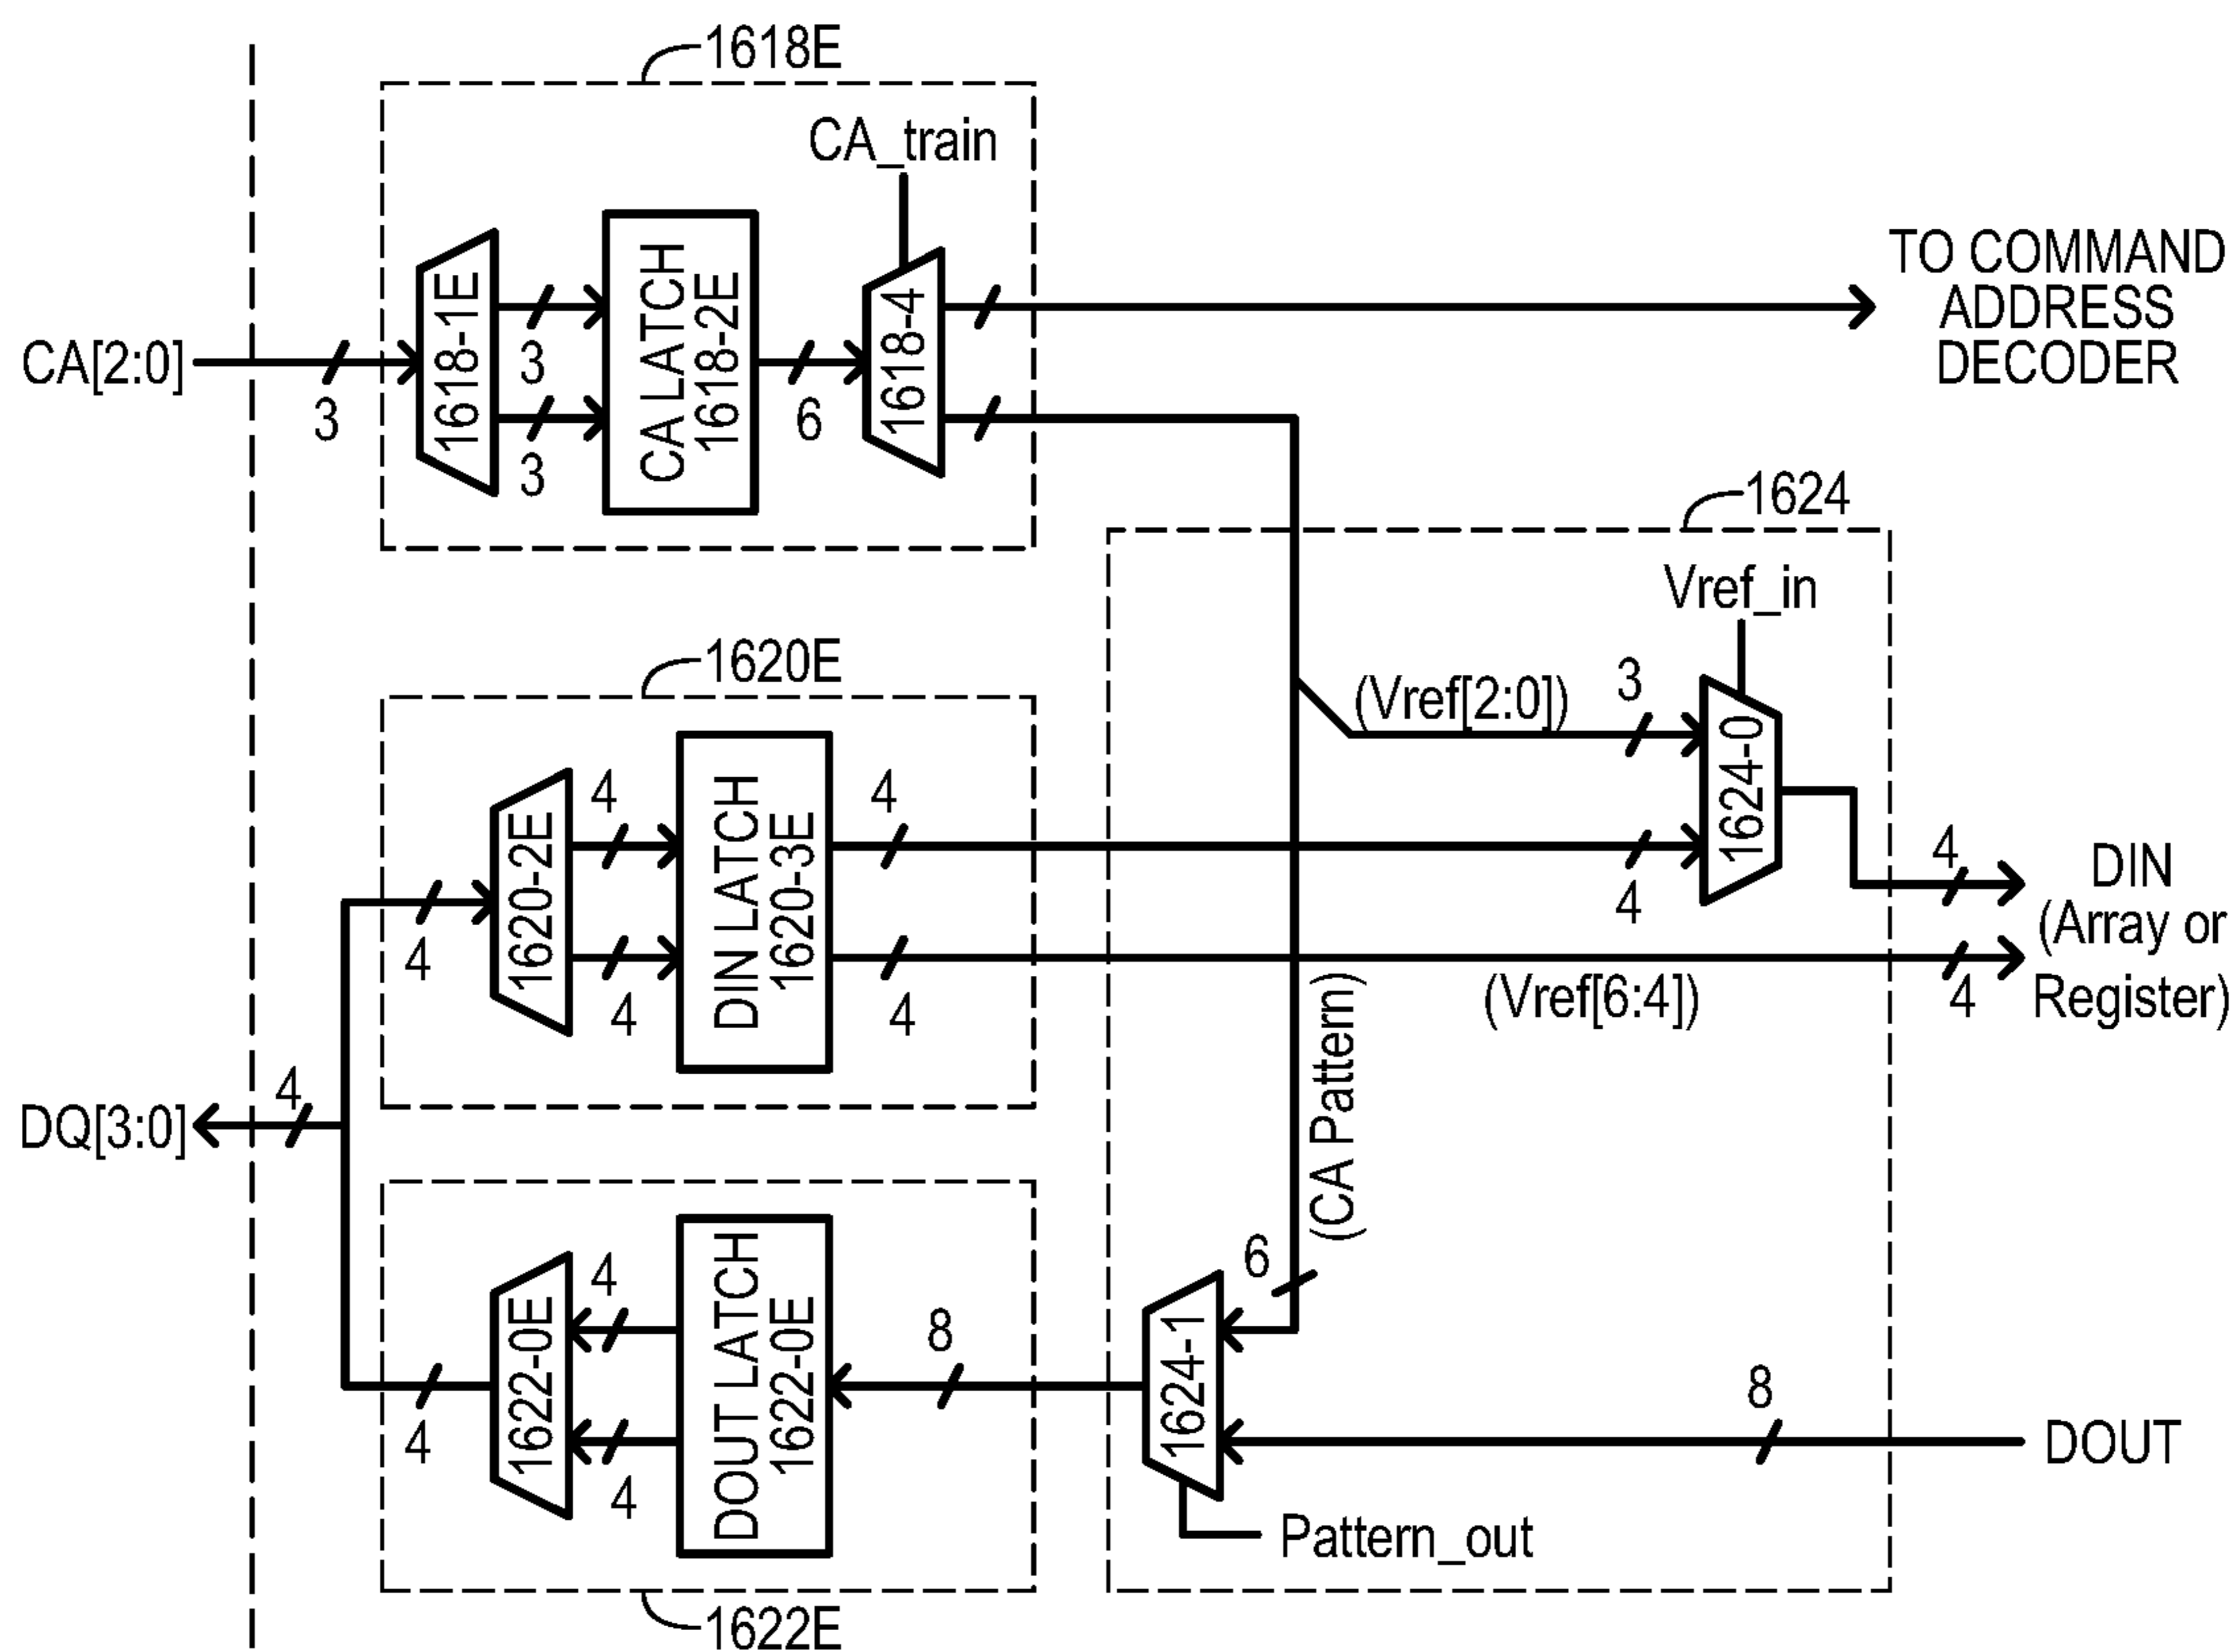 1618E
CA_train
TO COMMAND
ADDRESS
DECODER
CA[2:0]
3
1618-1E
3
3
CA LATCH
1618-2E
6
1618-4
1624
Vref_in
1620E
(Vref[2:0])
3
1624-0
4
1620-2E
4
4
DIN LATCH
1620-3E
4
4
4
4
DIN
(Array or
Register)
4
(Vref[6:4])
4
DQ[3:0]
(CA Pattern)
6
1622-0E
4
4
4
DOUT LATCH
1622-0E
8
1624-1
8
DOUT
Pattern_out
1622E